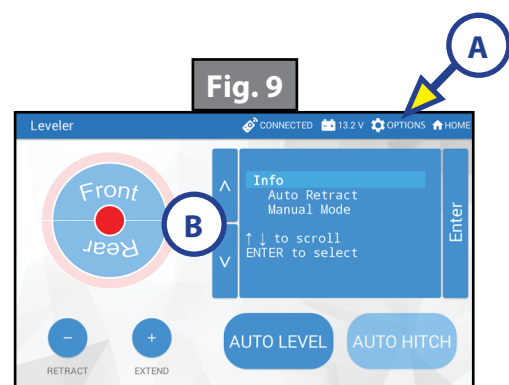 A
Fig. 9
Leveler CONNECTED 13.2 V OPTIONS HOME
Front
Rear
B
Info
Auto Retract
Manual Mode
↑ ↓ to scroll
ENTER to select
Enter
RETRACT
EXTEND
AUTO LEVEL
AUTO HITCH